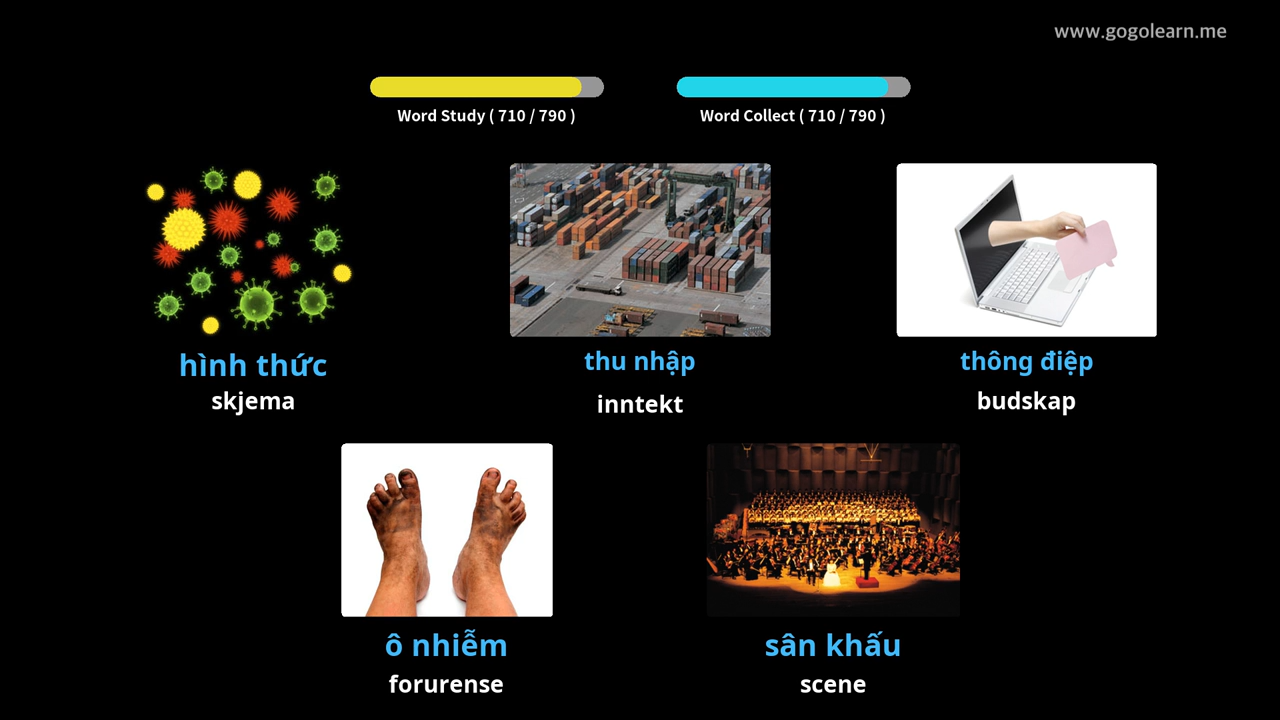 www.gogolearn.me
Word Study ( 710 / 790 )
Word Collect ( 710 / 790 )
hình thức
skjema
thu nhập
inntekt
thông điệp
budskap
ô nhiễm
forurense
sân khấu
scene